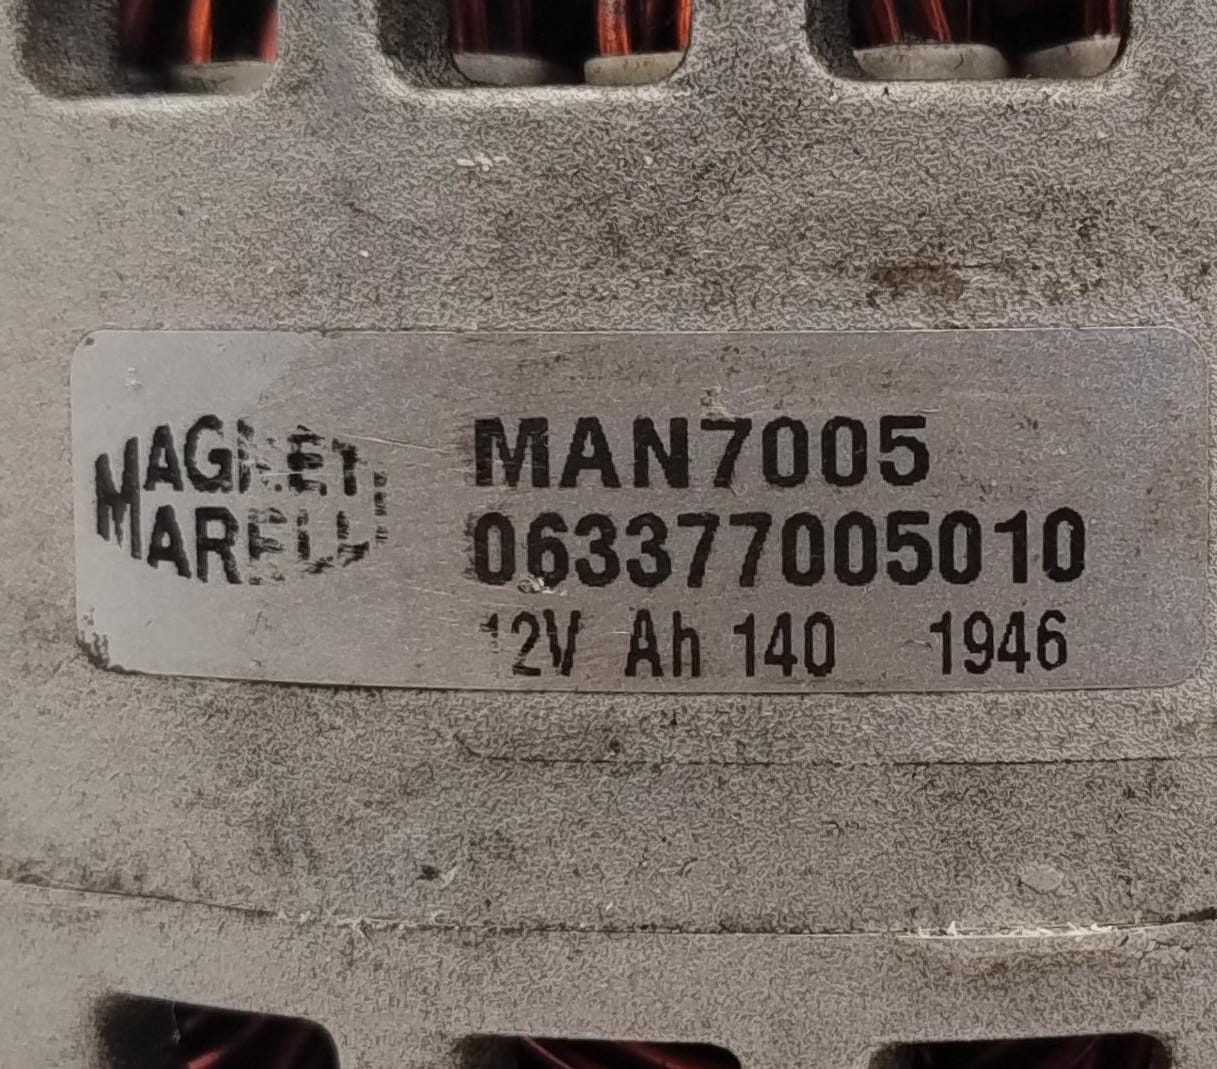 MAGNETI
MARELLI
MAN7005
063377005010
12V Ah 140 1946